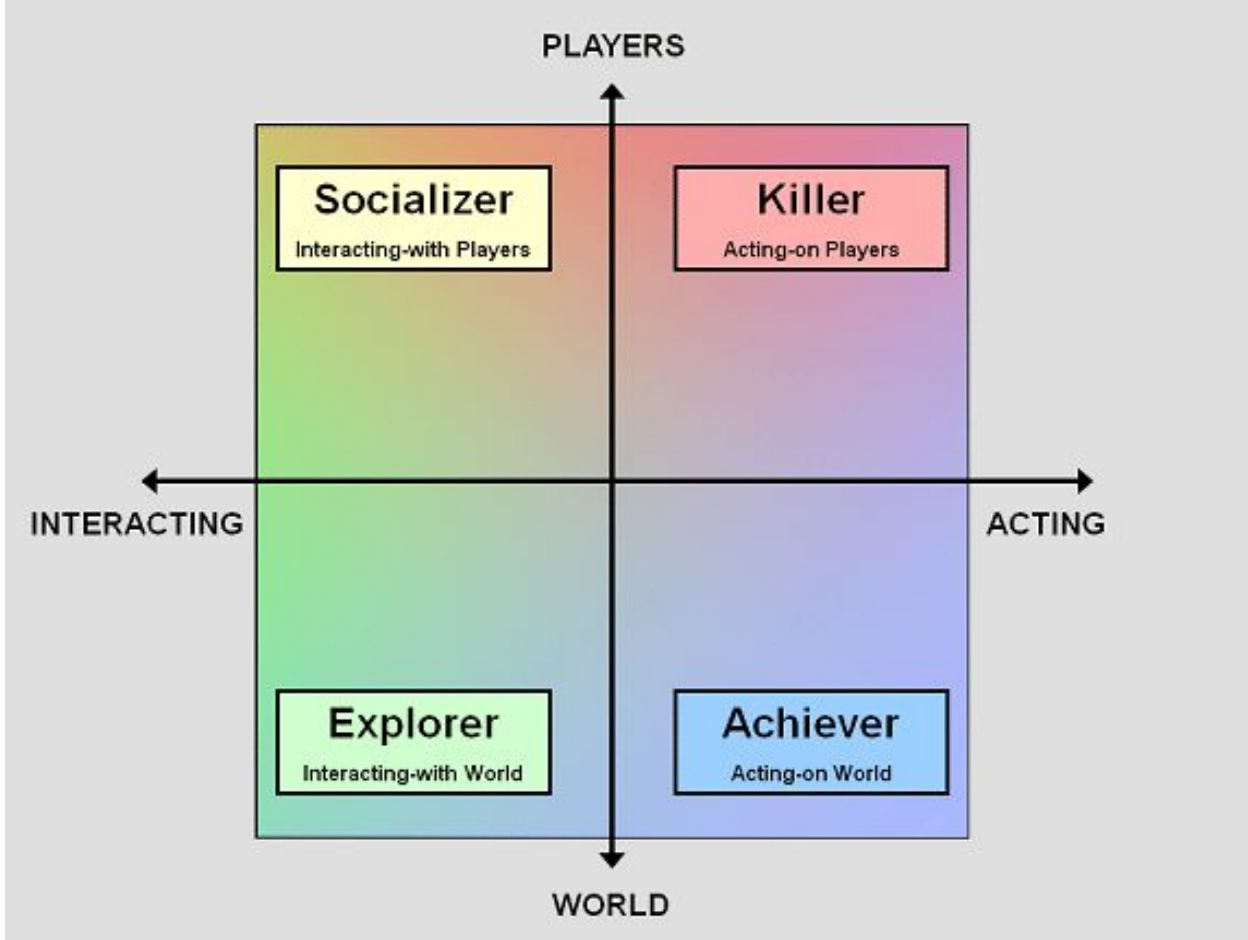 PLAYERS
Socializer
Interacting-with Players
Killer
Acting-on Players
INTERACTING
ACTING
Explorer
Interacting-with World
Achiever
Acting-on World
WORLD